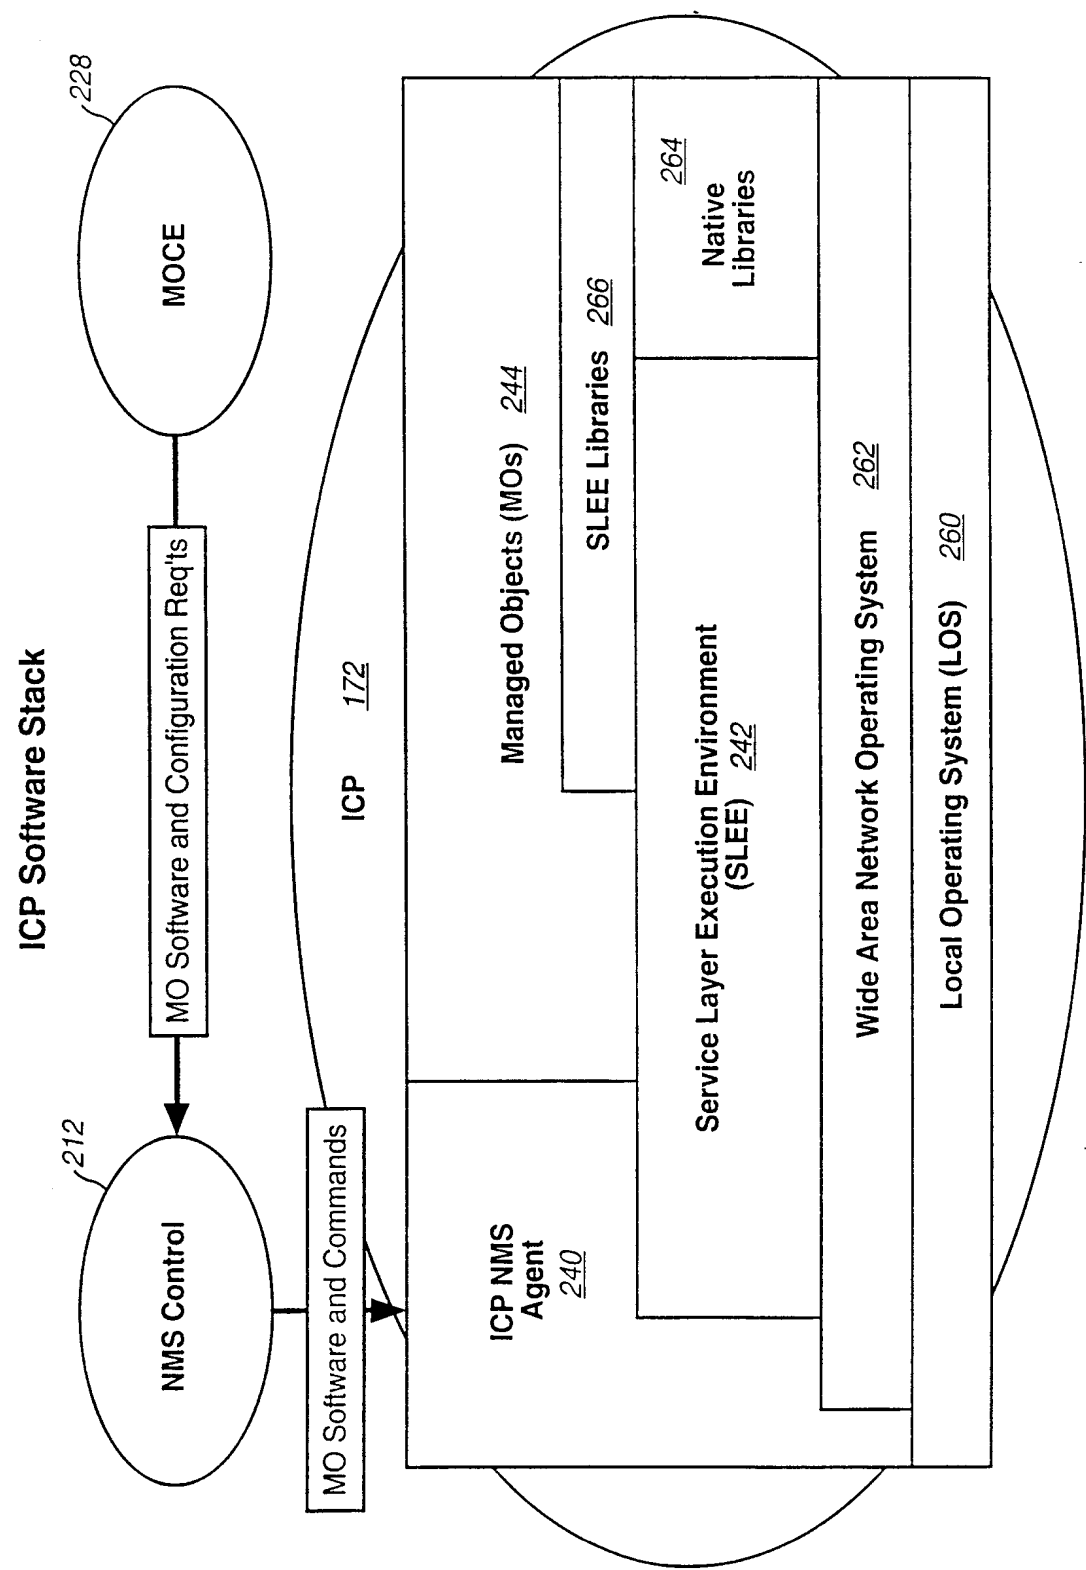 ICP Software Stack
212
NMS Control
MO Software and Configuration Req'ts
228
MOCE
MO Software and Commands
ICP 172
ICP NMS
Agent
240
Managed Objects (MOs) 244
SLEE Libraries 266
Service Layer Execution Environment
(SLEE) 242
264
Native
Libraries
Wide Area Network Operating System 262
Local Operating System (LOS) 260